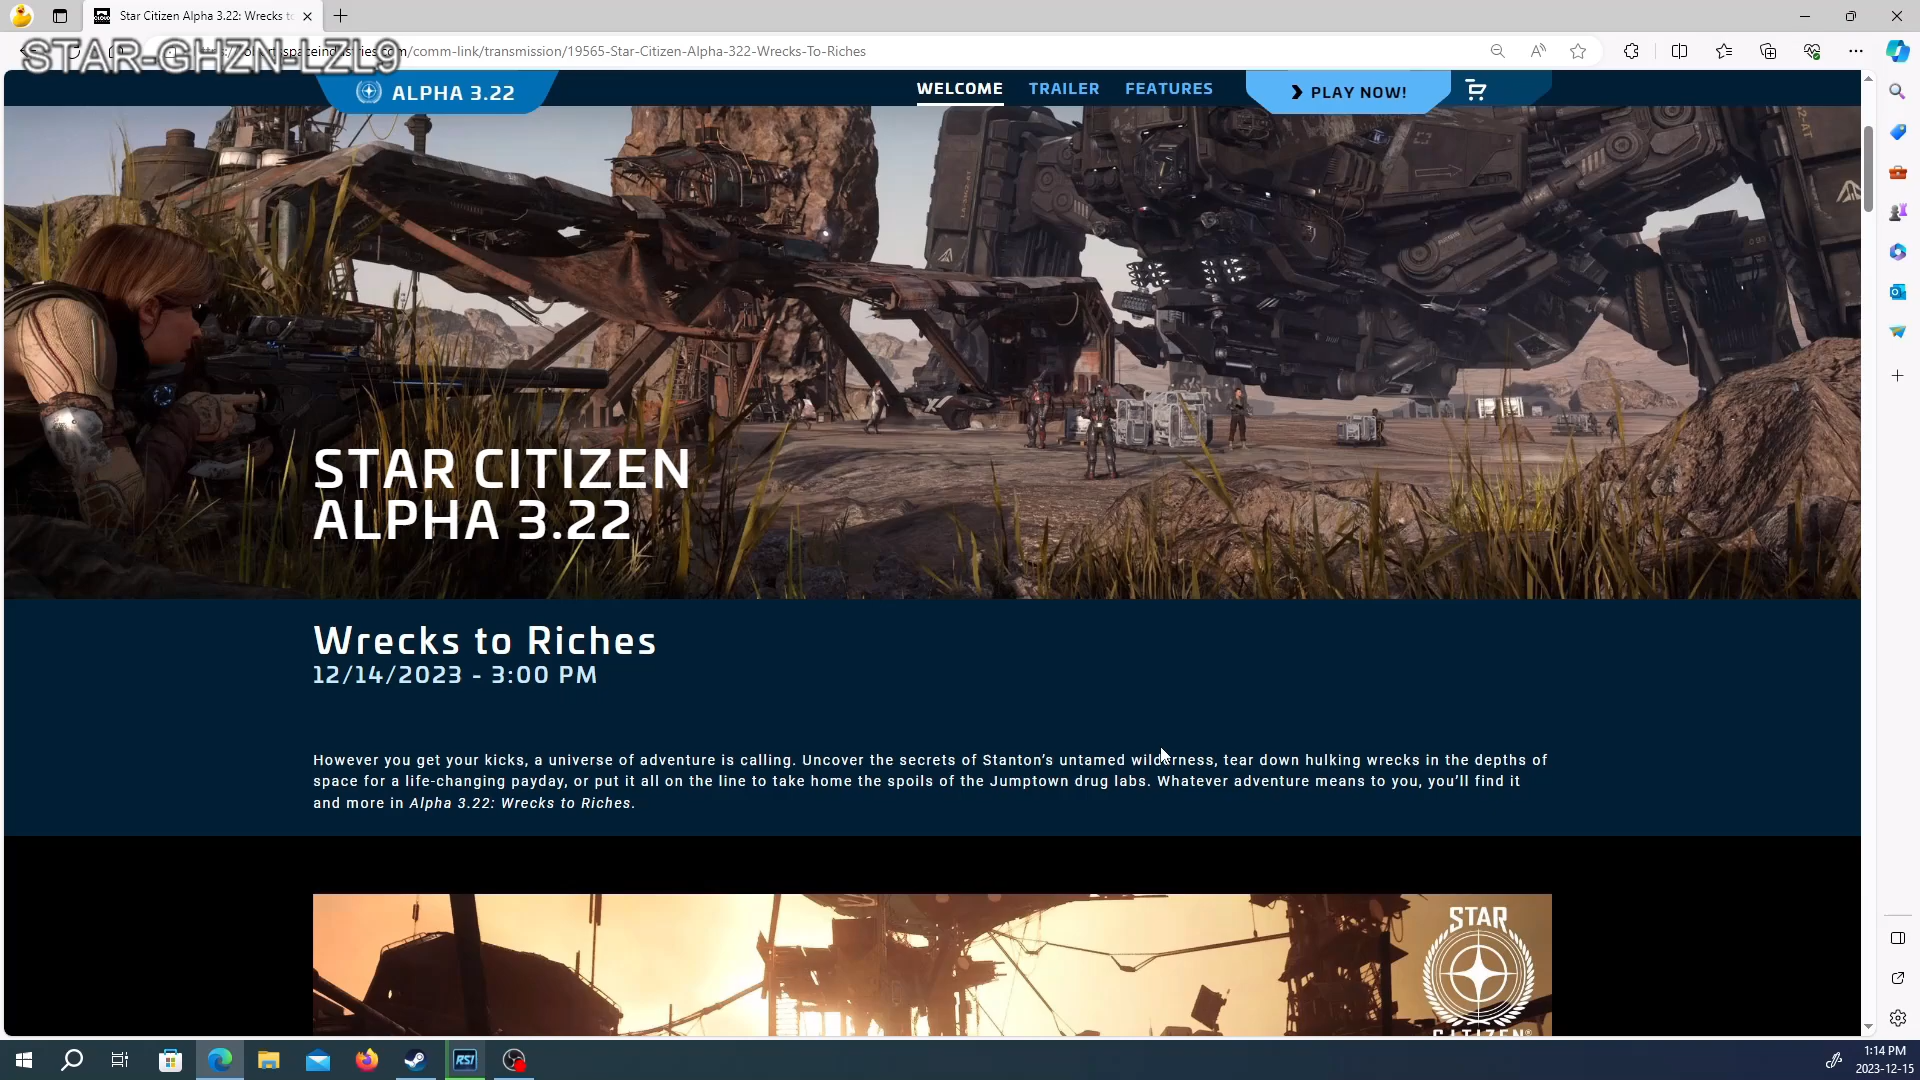 Star Citizen Alpha 3.22: Wrecks to
STAR-GHZN-LZL9
/comm-link/transmission/19565-Star-Citizen-Alpha-322-Wrecks-To-Riches
ALPHA 3.22
WELCOME
TRAILER
FEATURES
PLAY NOW!
STAR CITIZEN
ALPHA 3.22
Wrecks to Riches
12/14/2023 - 3:00 PM
However you get your kicks, a universe of adventure is calling. Uncover the secrets of Stanton’s untamed wilderness, tear down hulking wrecks in the depths of
space for a life-changing payday, or put it all on the line to take home the spoils of the Jumptown drug labs. Whatever adventure means to you, you’ll find it
and more in Alpha 3.22: Wrecks to Riches.
STAR
CITIZEN
RSI
1:14 PM
2023-12-15